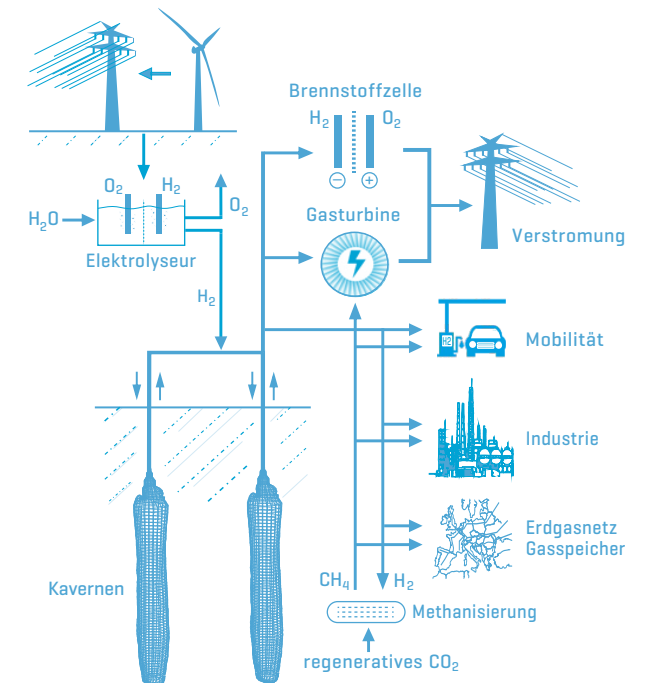 Brennstoffzelle
H₂ O₂
− +
O₂ H₂
O₂
H₂O
Gasturbine
Elektrolyseur
Verstromung
H₂
H2
Mobilität
Industrie
Erdgasnetz
Gasspeicher
CH₄ H₂
Kavernen
Methanisierung
regeneratives CO₂